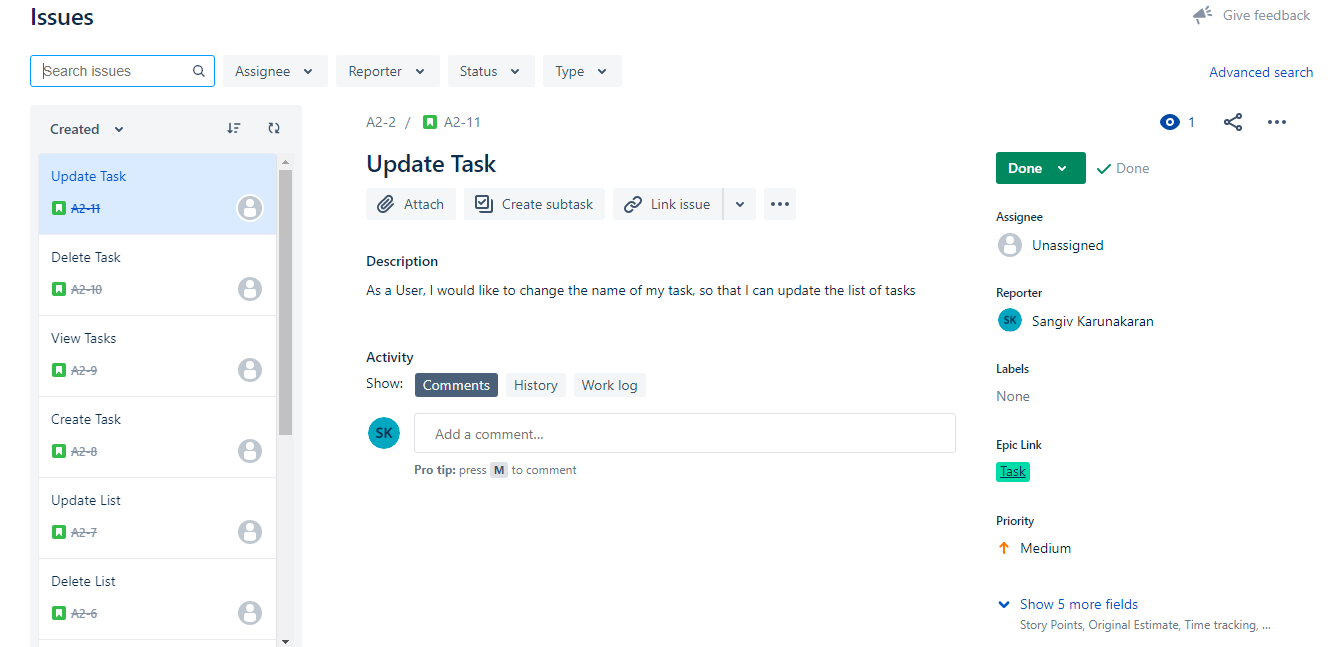 Issues
Give feedback
Search issues
Assignee
Reporter
Status
Type
Advanced search
Created
Update Task
A2-11
Delete Task
A2-10
View Tasks
A2-9
Create Task
A2-8
Update List
A2-7
Delete List
A2-6
A2-2 / A2-11
1
Update Task
Attach
Create subtask
Link issue
Description
As a User, I would like to change the name of my task, so that I can update the list of tasks
Activity
Show: Comments History Work log
SK
Add a comment...
Pro tip: press M to comment
Done
Done
Assignee
Unassigned
Reporter
SK Sangiv Karunakaran
Labels
None
Epic Link
Task
Priority
Medium
Show 5 more fields
Story Points, Original Estimate, Time tracking, ...